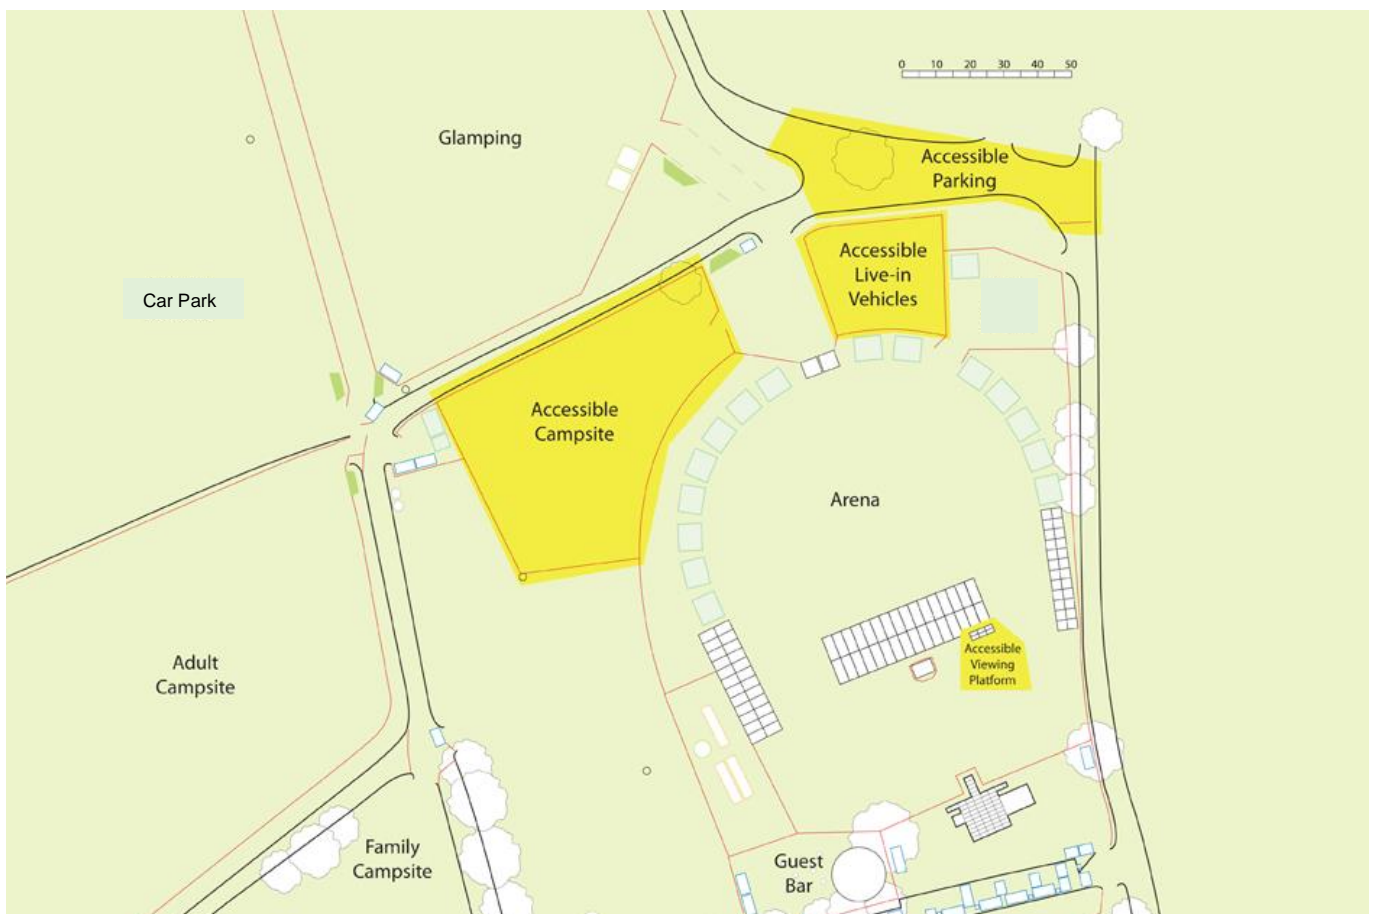 0 10 20 30 40 50
Glamping
Accessible
Parking
Accessible
Live-in
Vehicles
Car Park
Accessible
Campsite
Arena
Adult
Campsite
Accessible
Viewing
Platform
Family
Campsite
Guest
Bar